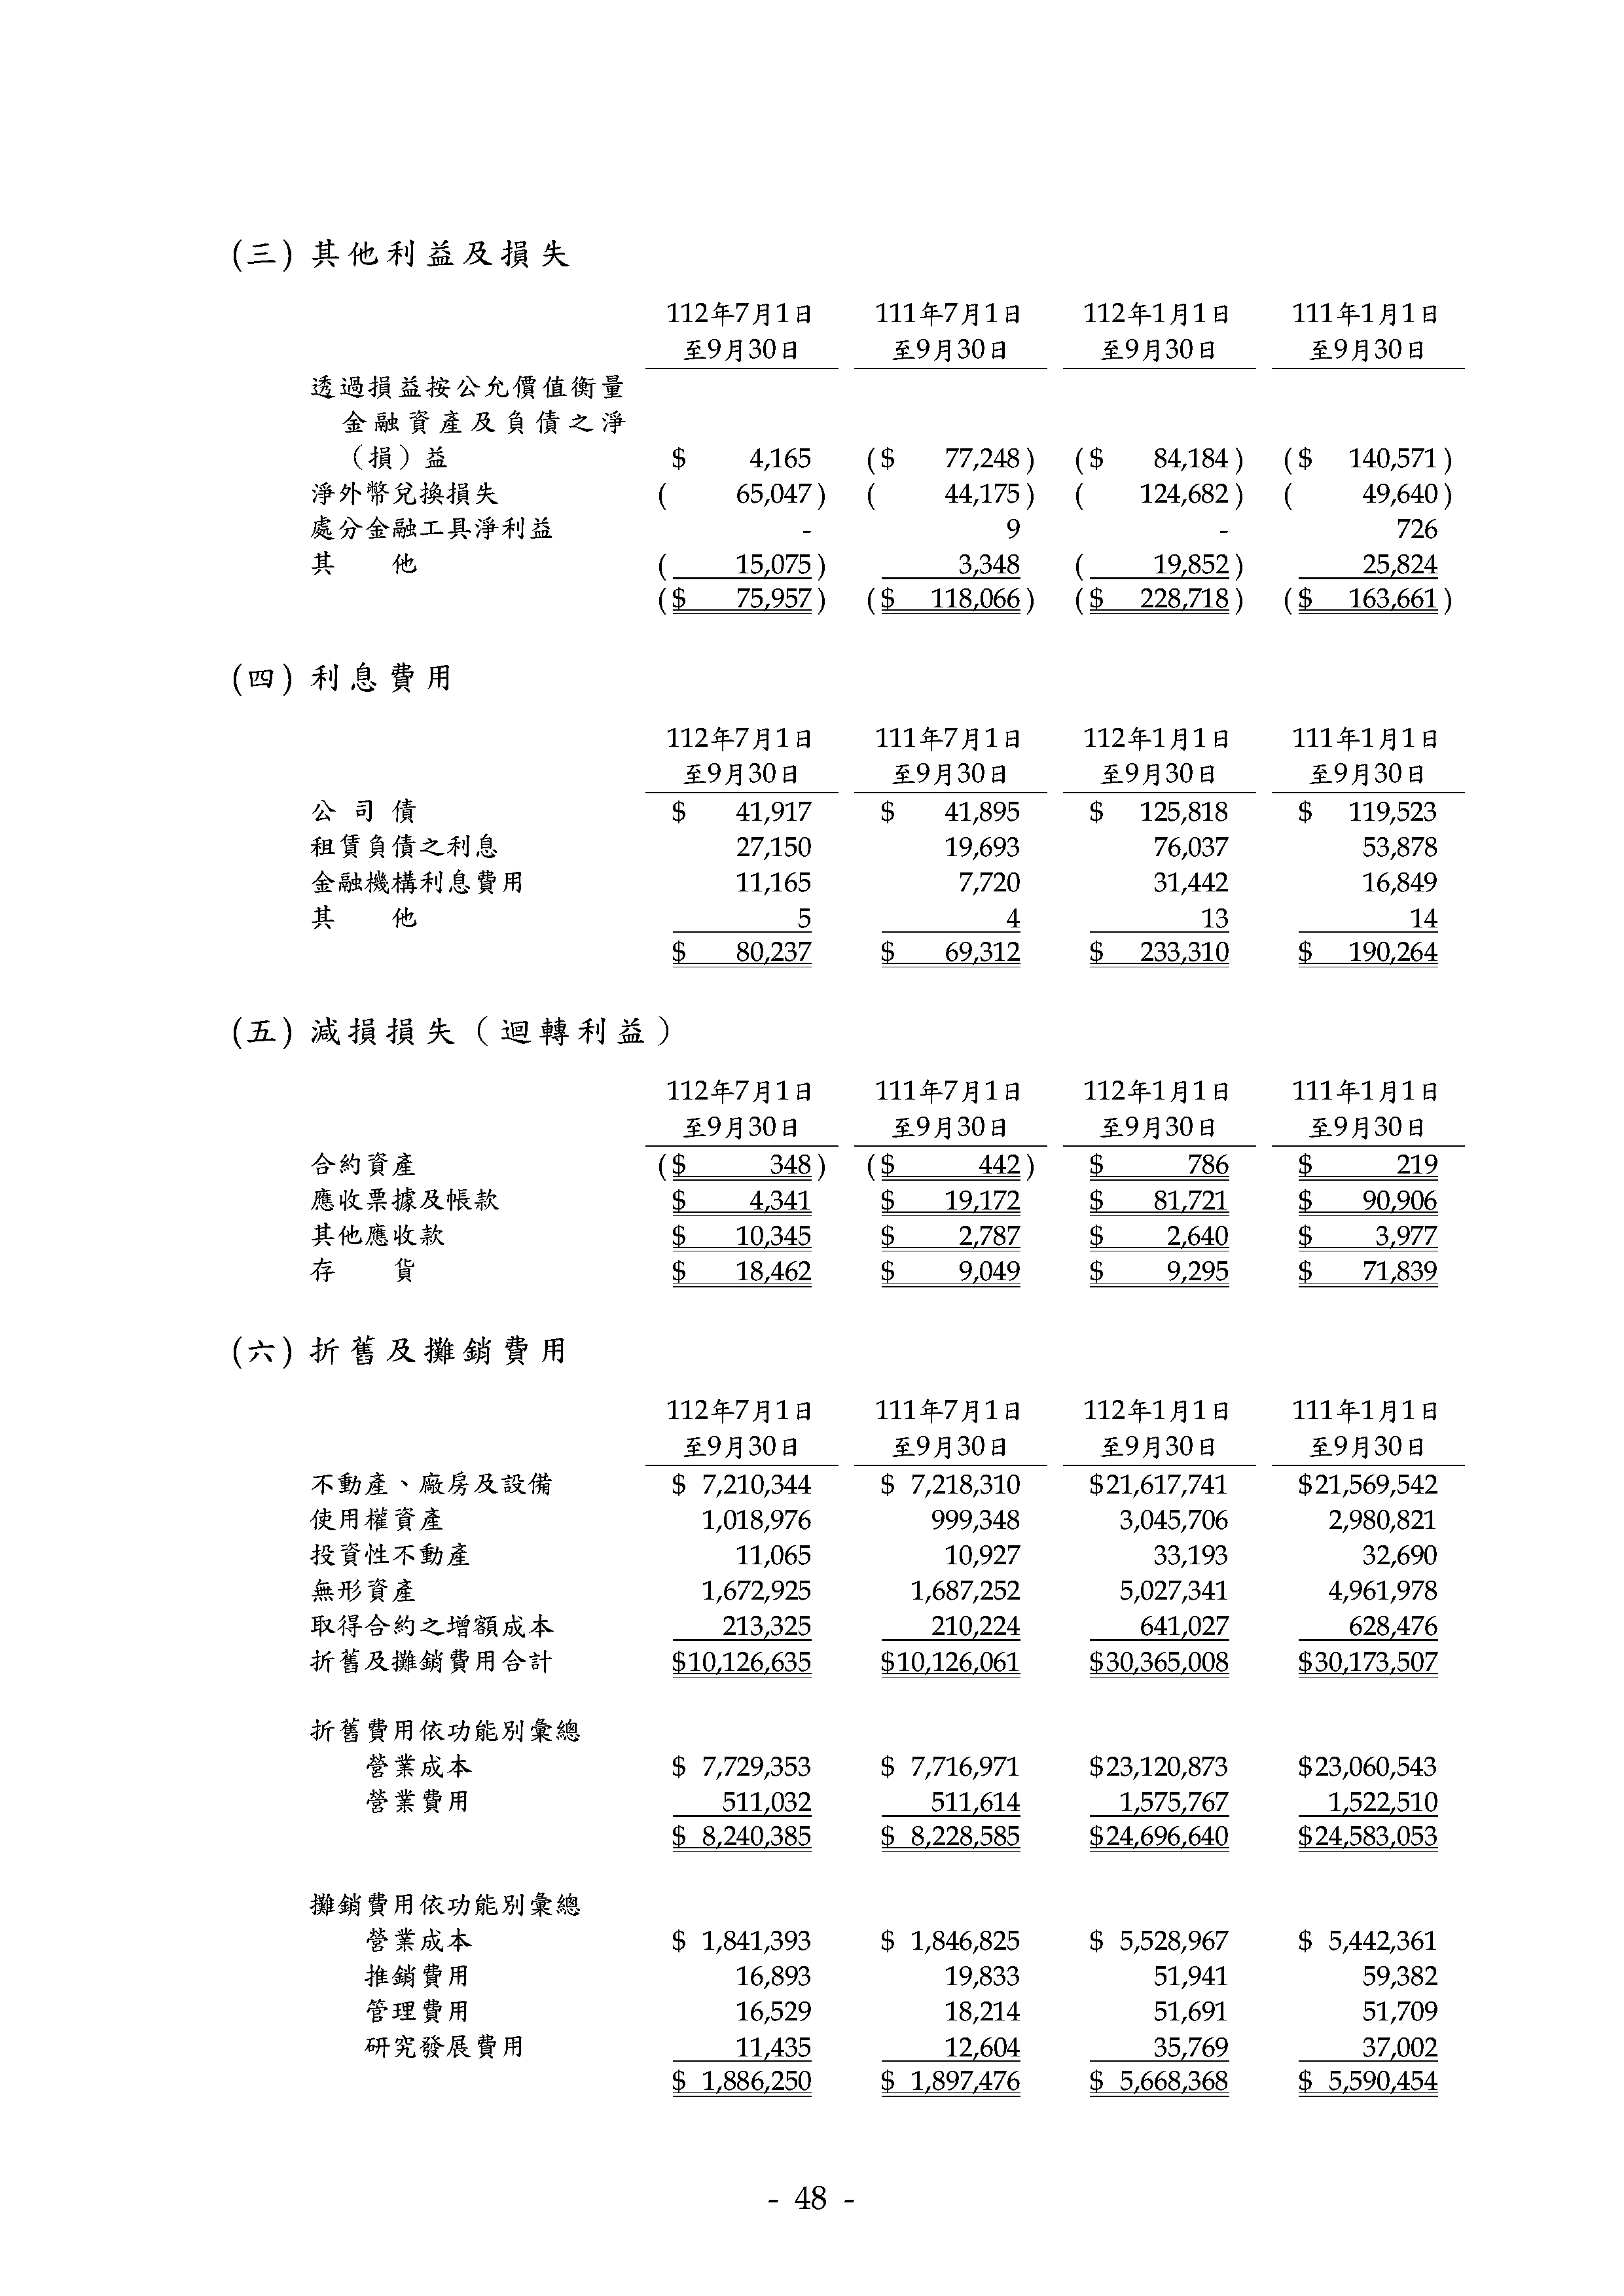 (三) 其他利益及損失
112年7月1日 111年7月1日 112年1月1日 111年1月1日
至9月30日 至9月30日 至9月30日 至9月30日
透過損益按公允價值衡量
金融資產及負債之淨
（損）益 $ 4,165 ($ 77,248) ($ 84,184) ($ 140,571)
淨外幣兌換損失 ( 65,047) ( 44,175) ( 124,682) ( 49,640)
處分金融工具淨利益 - 9 - 726
其 他 ( 15,075) 3,348 ( 19,852) 25,824
($ 75,957) ($ 118,066) ($ 228,718) ($ 163,661)
(四) 利息費用
112年7月1日 111年7月1日 112年1月1日 111年1月1日
至9月30日 至9月30日 至9月30日 至9月30日
公司債 $ 41,917 $ 41,895 $ 125,818 $ 119,523
租賃負債之利息 27,150 19,693 76,037 53,878
金融機構利息費用 11,165 7,720 31,442 16,849
其 他 5 4 13 14
$ 80,237 $ 69,312 $ 233,310 $ 190,264
(五) 減損損失（迴轉利益）
112年7月1日 111年7月1日 112年1月1日 111年1月1日
至9月30日 至9月30日 至9月30日 至9月30日
合約資產 ($ 348) ($ 442) $ 786 $ 219
應收票據及帳款 $ 4,341 $ 19,172 $ 81,721 $ 90,906
其他應收款 $ 10,345 $ 2,787 $ 2,640 $ 3,977
存 貨 $ 18,462 $ 9,049 $ 9,295 $ 71,839
(六) 折舊及攤銷費用
112年7月1日 111年7月1日 112年1月1日 111年1月1日
至9月30日 至9月30日 至9月30日 至9月30日
不動產、廠房及設備 $ 7,210,344 $ 7,218,310 $21,617,741 $21,569,542
使用權資產 1,018,976 999,348 3,045,706 2,980,821
投資性不動產 11,065 10,927 33,193 32,690
無形資產 1,672,925 1,687,252 5,027,341 4,961,978
取得合約之增額成本 213,325 210,224 641,027 628,476
折舊及攤銷費用合計 $10,126,635 $10,126,061 $30,365,008 $30,173,507
折舊費用依功能別彙總
營業成本 $ 7,729,353 $ 7,716,971 $23,120,873 $23,060,543
營業費用 511,032 511,614 1,575,767 1,522,510
$ 8,240,385 $ 8,228,585 $24,696,640 $24,583,053
攤銷費用依功能別彙總
營業成本 $ 1,841,393 $ 1,846,825 $ 5,528,967 $ 5,442,361
推銷費用 16,893 19,833 51,941 59,382
管理費用 16,529 18,214 51,691 51,709
研究發展費用 11,435 12,604 35,769 37,002
$ 1,886,250 $ 1,897,476 $ 5,668,368 $ 5,590,454
- 48 -